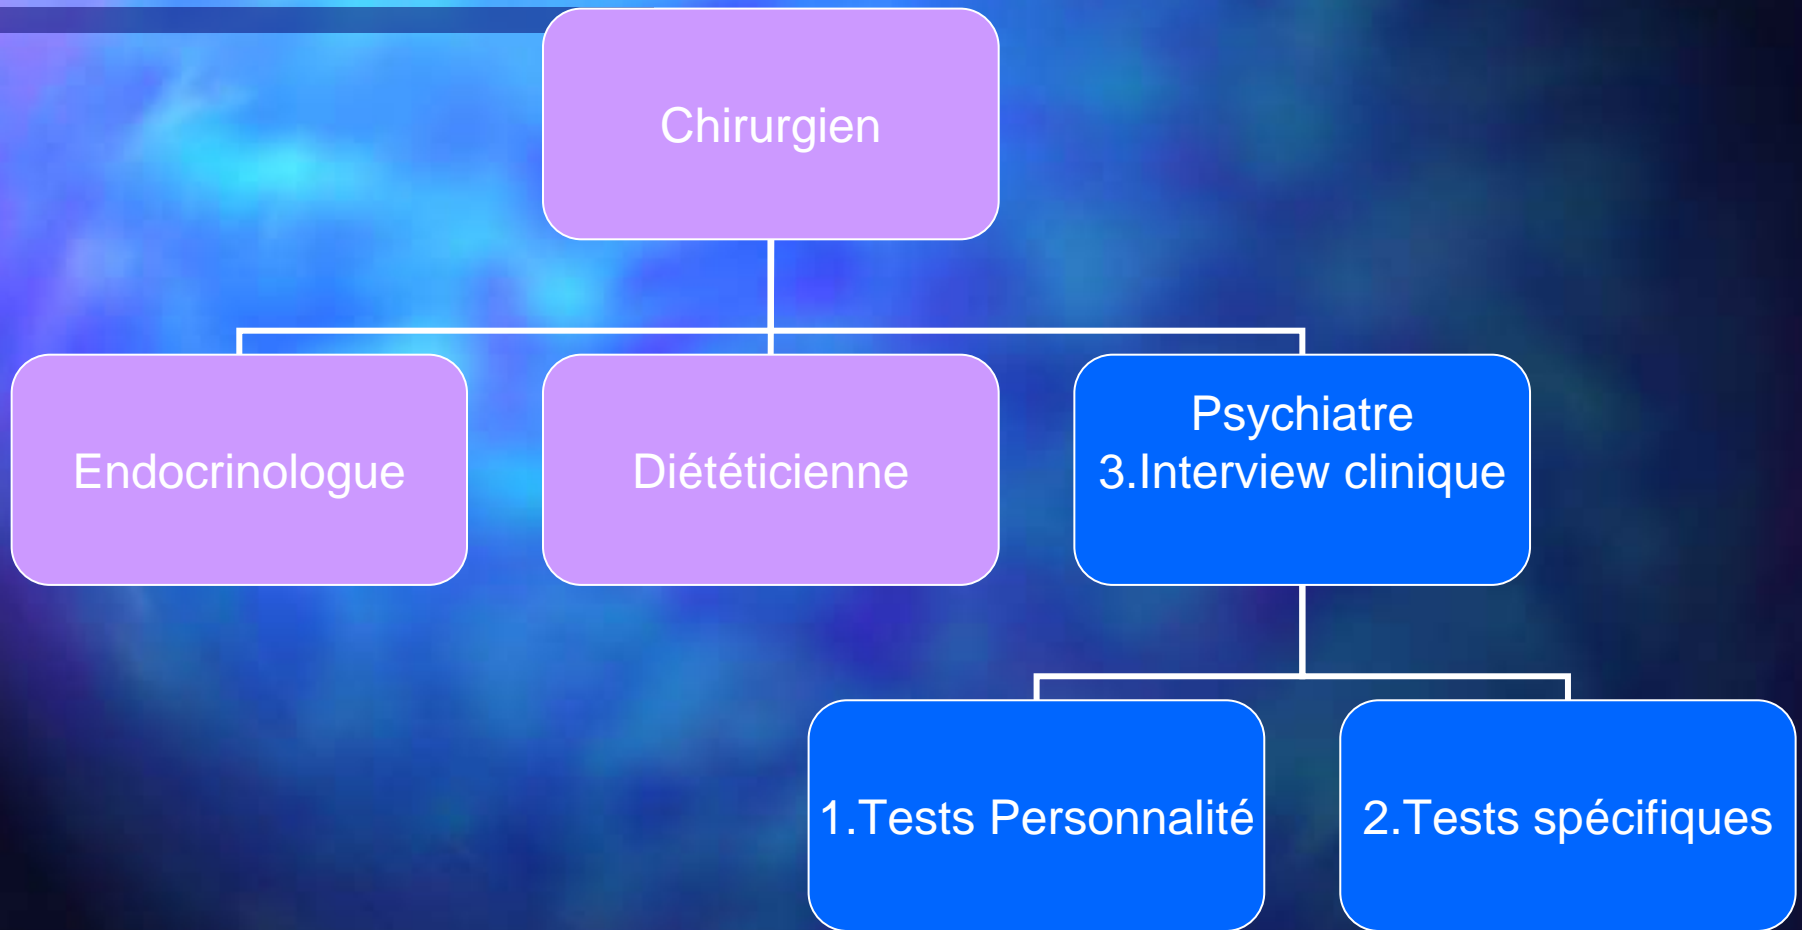 Chirurgien
Endocrinologue
Diététicienne
Psychiatre
3.Interview clinique
1.Tests Personnalité
2.Tests spécifiques